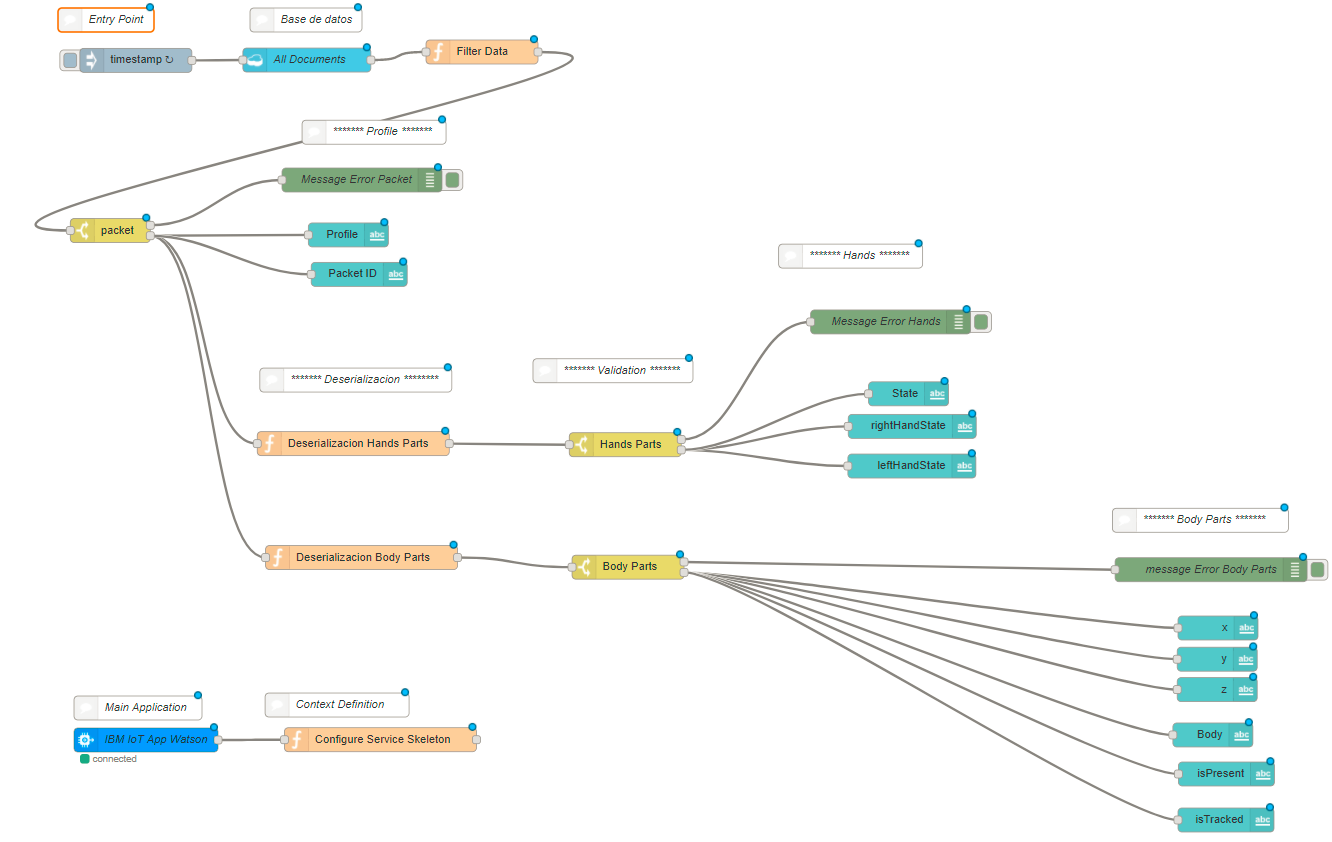 Entry Point
Base de datos
timestamp ↻
All Documents
Filter Data
******* Profile *******
Message Error Packet
packet
Profile
abc
Packet ID
abc
******* Hands *******
Message Error Hands
******* Deserializacion ********
******* Validation *******
State
abc
rightHandState
abc
Deserializacion Hands Parts
Hands Parts
leftHandState
abc
******* Body Parts *******
Deserializacion Body Parts
Body Parts
message Error Body Parts
x
abc
y
abc
z
abc
Main Application
Context Definition
IBM IoT App Watson
Configure Service Skeleton
connected
Body
abc
isPresent
abc
isTracked
abc